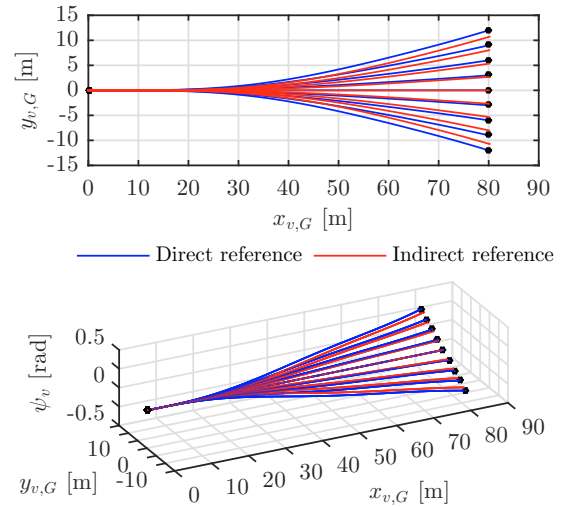 15
10
5
0
-5
-10
-15
y_{v,G} [m]
0 10 20 30 40 50 60 70 80 90
x_{v,G} [m]
Direct reference Indirect reference
0.5
0
-0.5
ψ_v [rad]
10
0
-10
y_{v,G} [m]
0 10 20 30 40 50 60 70 80 90
x_{v,G} [m]